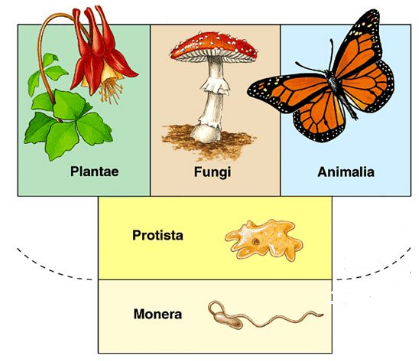 Plantae
Fungi
Animalia
Protista
Monera